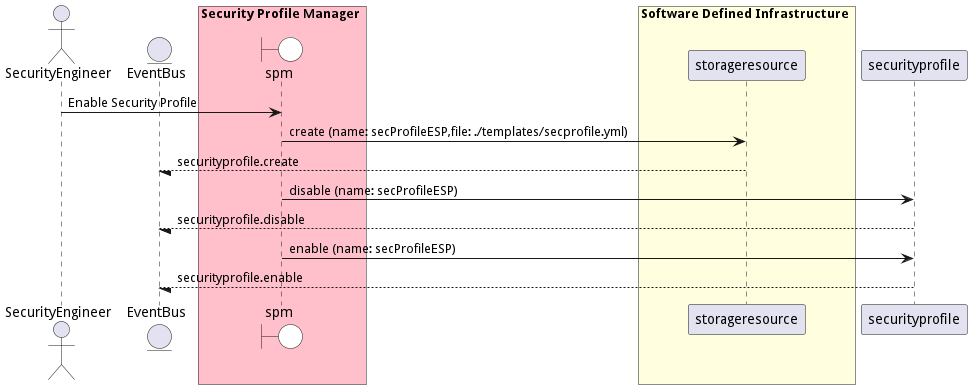 Security Profile Manager
Software Defined Infrastructure
SecurityEngineer
EventBus
spm
storageresource
securityprofile
Enable Security Profile
create (name: secProfileESP,file: ./templates/secprofile.yml)
securityprofile.create
disable (name: secProfileESP)
securityprofile.disable
enable (name: secProfileESP)
securityprofile.enable
SecurityEngineer
EventBus
spm
storageresource
securityprofile